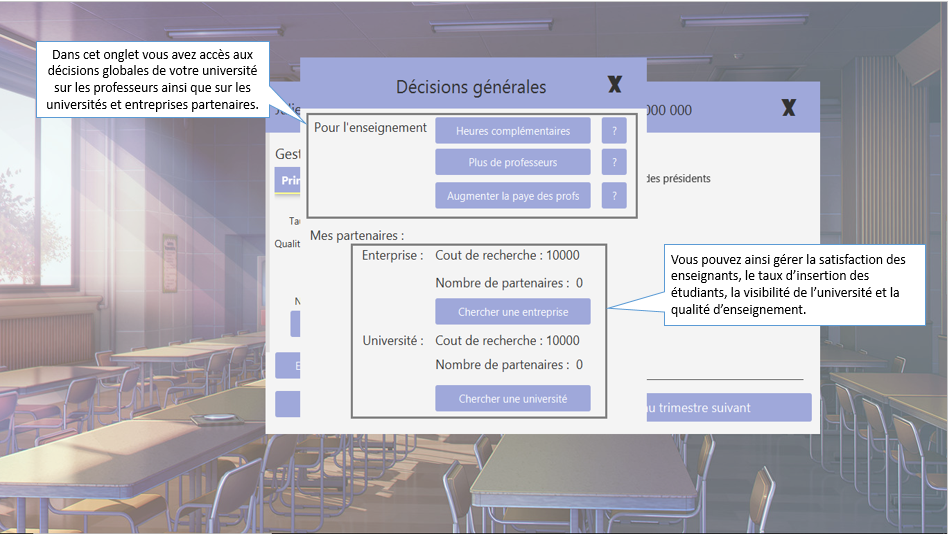 Dans cet onglet vous avez accès aux
décisions globales de votre université
sur les professeurs ainsi que sur les
universités et entreprises partenaires.
Décisions générales X
000 000 X
Pour l'enseignement Heures complémentaires ?
Plus de professeurs ?
Augmenter la paye des profs ?
Gest
des présidents
Qualit
Mes partenaires :
Entreprise : Cout de recherche : 10000
Nombre de partenaires : 0
Chercher une entreprise
Université : Cout de recherche : 10000
Nombre de partenaires : 0
Chercher une université
Vous pouvez ainsi gérer la satisfaction des
enseignants, le taux d'insertion des
étudiants, la visibilité de l'université et la
qualité d'enseignement.
au trimestre suivant